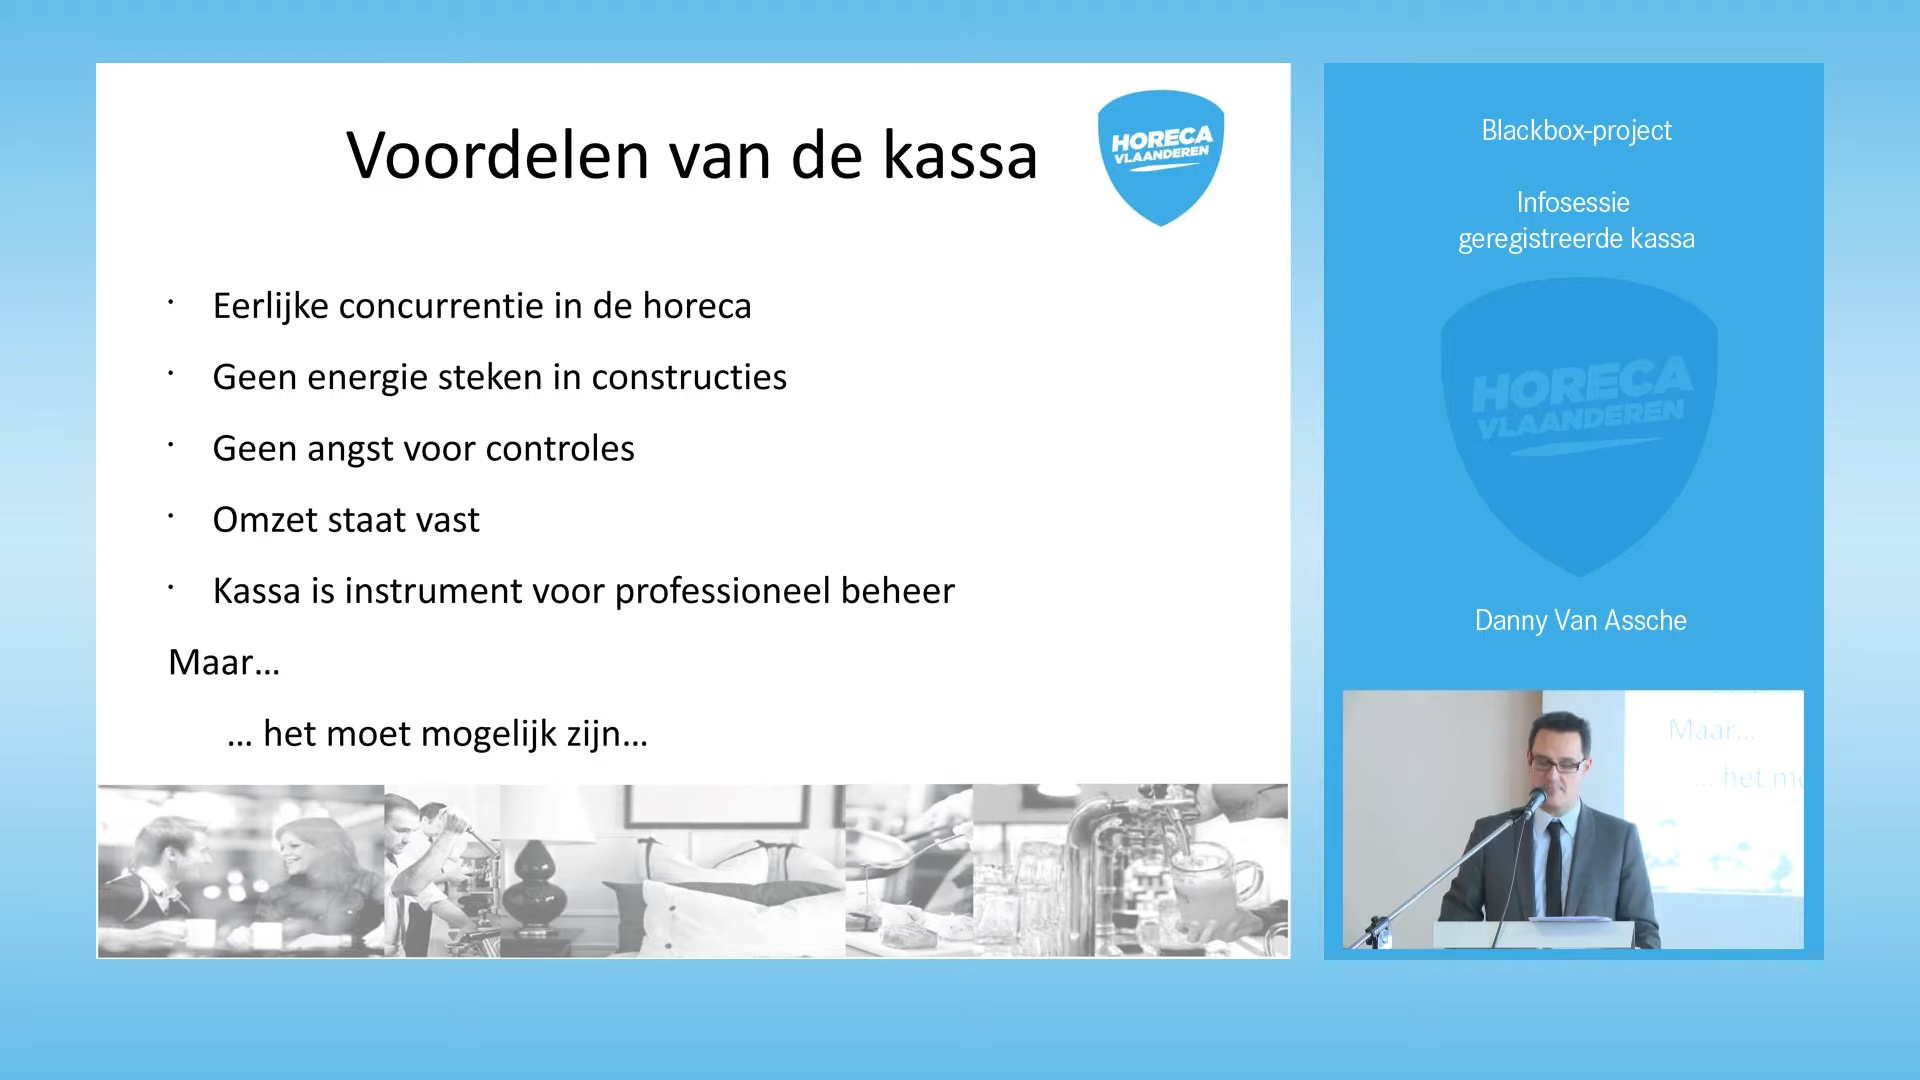 Voordelen van de kassa
HORECA
VLAANDEREN
• Eerlijke concurrentie in de horeca
• Geen energie steken in constructies
• Geen angst voor controles
• Omzet staat vast
• Kassa is instrument voor professioneel beheer
Maar...
... het moet mogelijk zijn...
Blackbox-project
Infosessie
geregistreerde kassa
HORECA
VLAANDEREN
Danny Van Assche
Maar...
... het mo